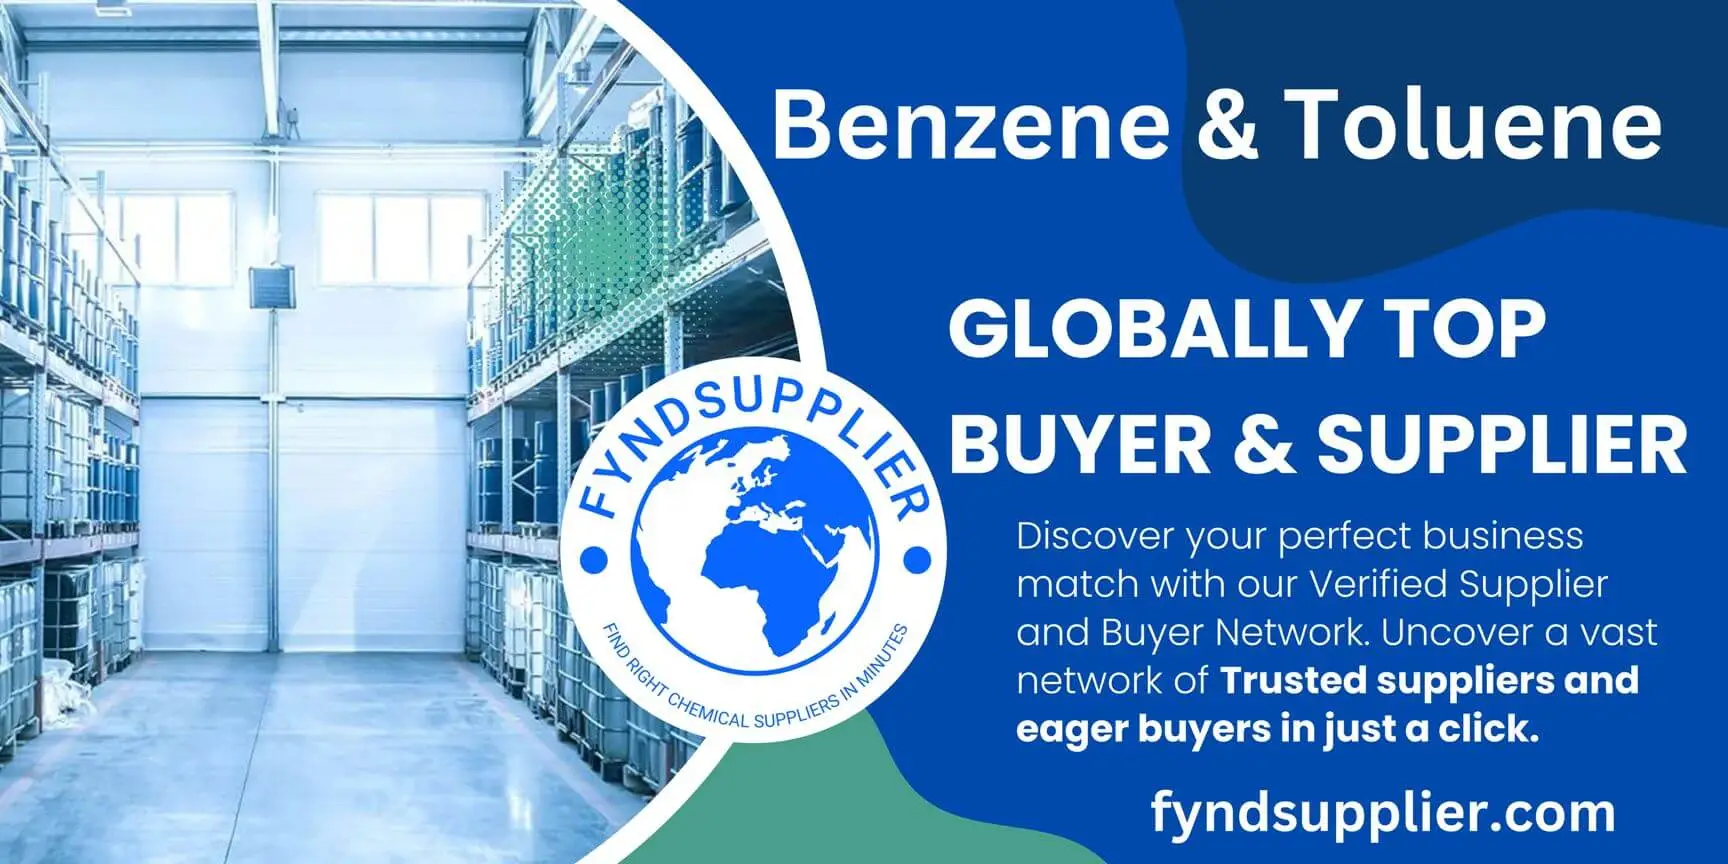 Benzene & Toluene
GLOBALLY TOP
BUYER & SUPPLIER
FYNDSUPPLIER
FIND RIGHT CHEMICAL SUPPLIERS IN MINUTES
Discover your perfect business
match with our Verified Supplier
and Buyer Network. Uncover a vast
network of Trusted suppliers and
eager buyers in just a click.
fyndsupplier.com